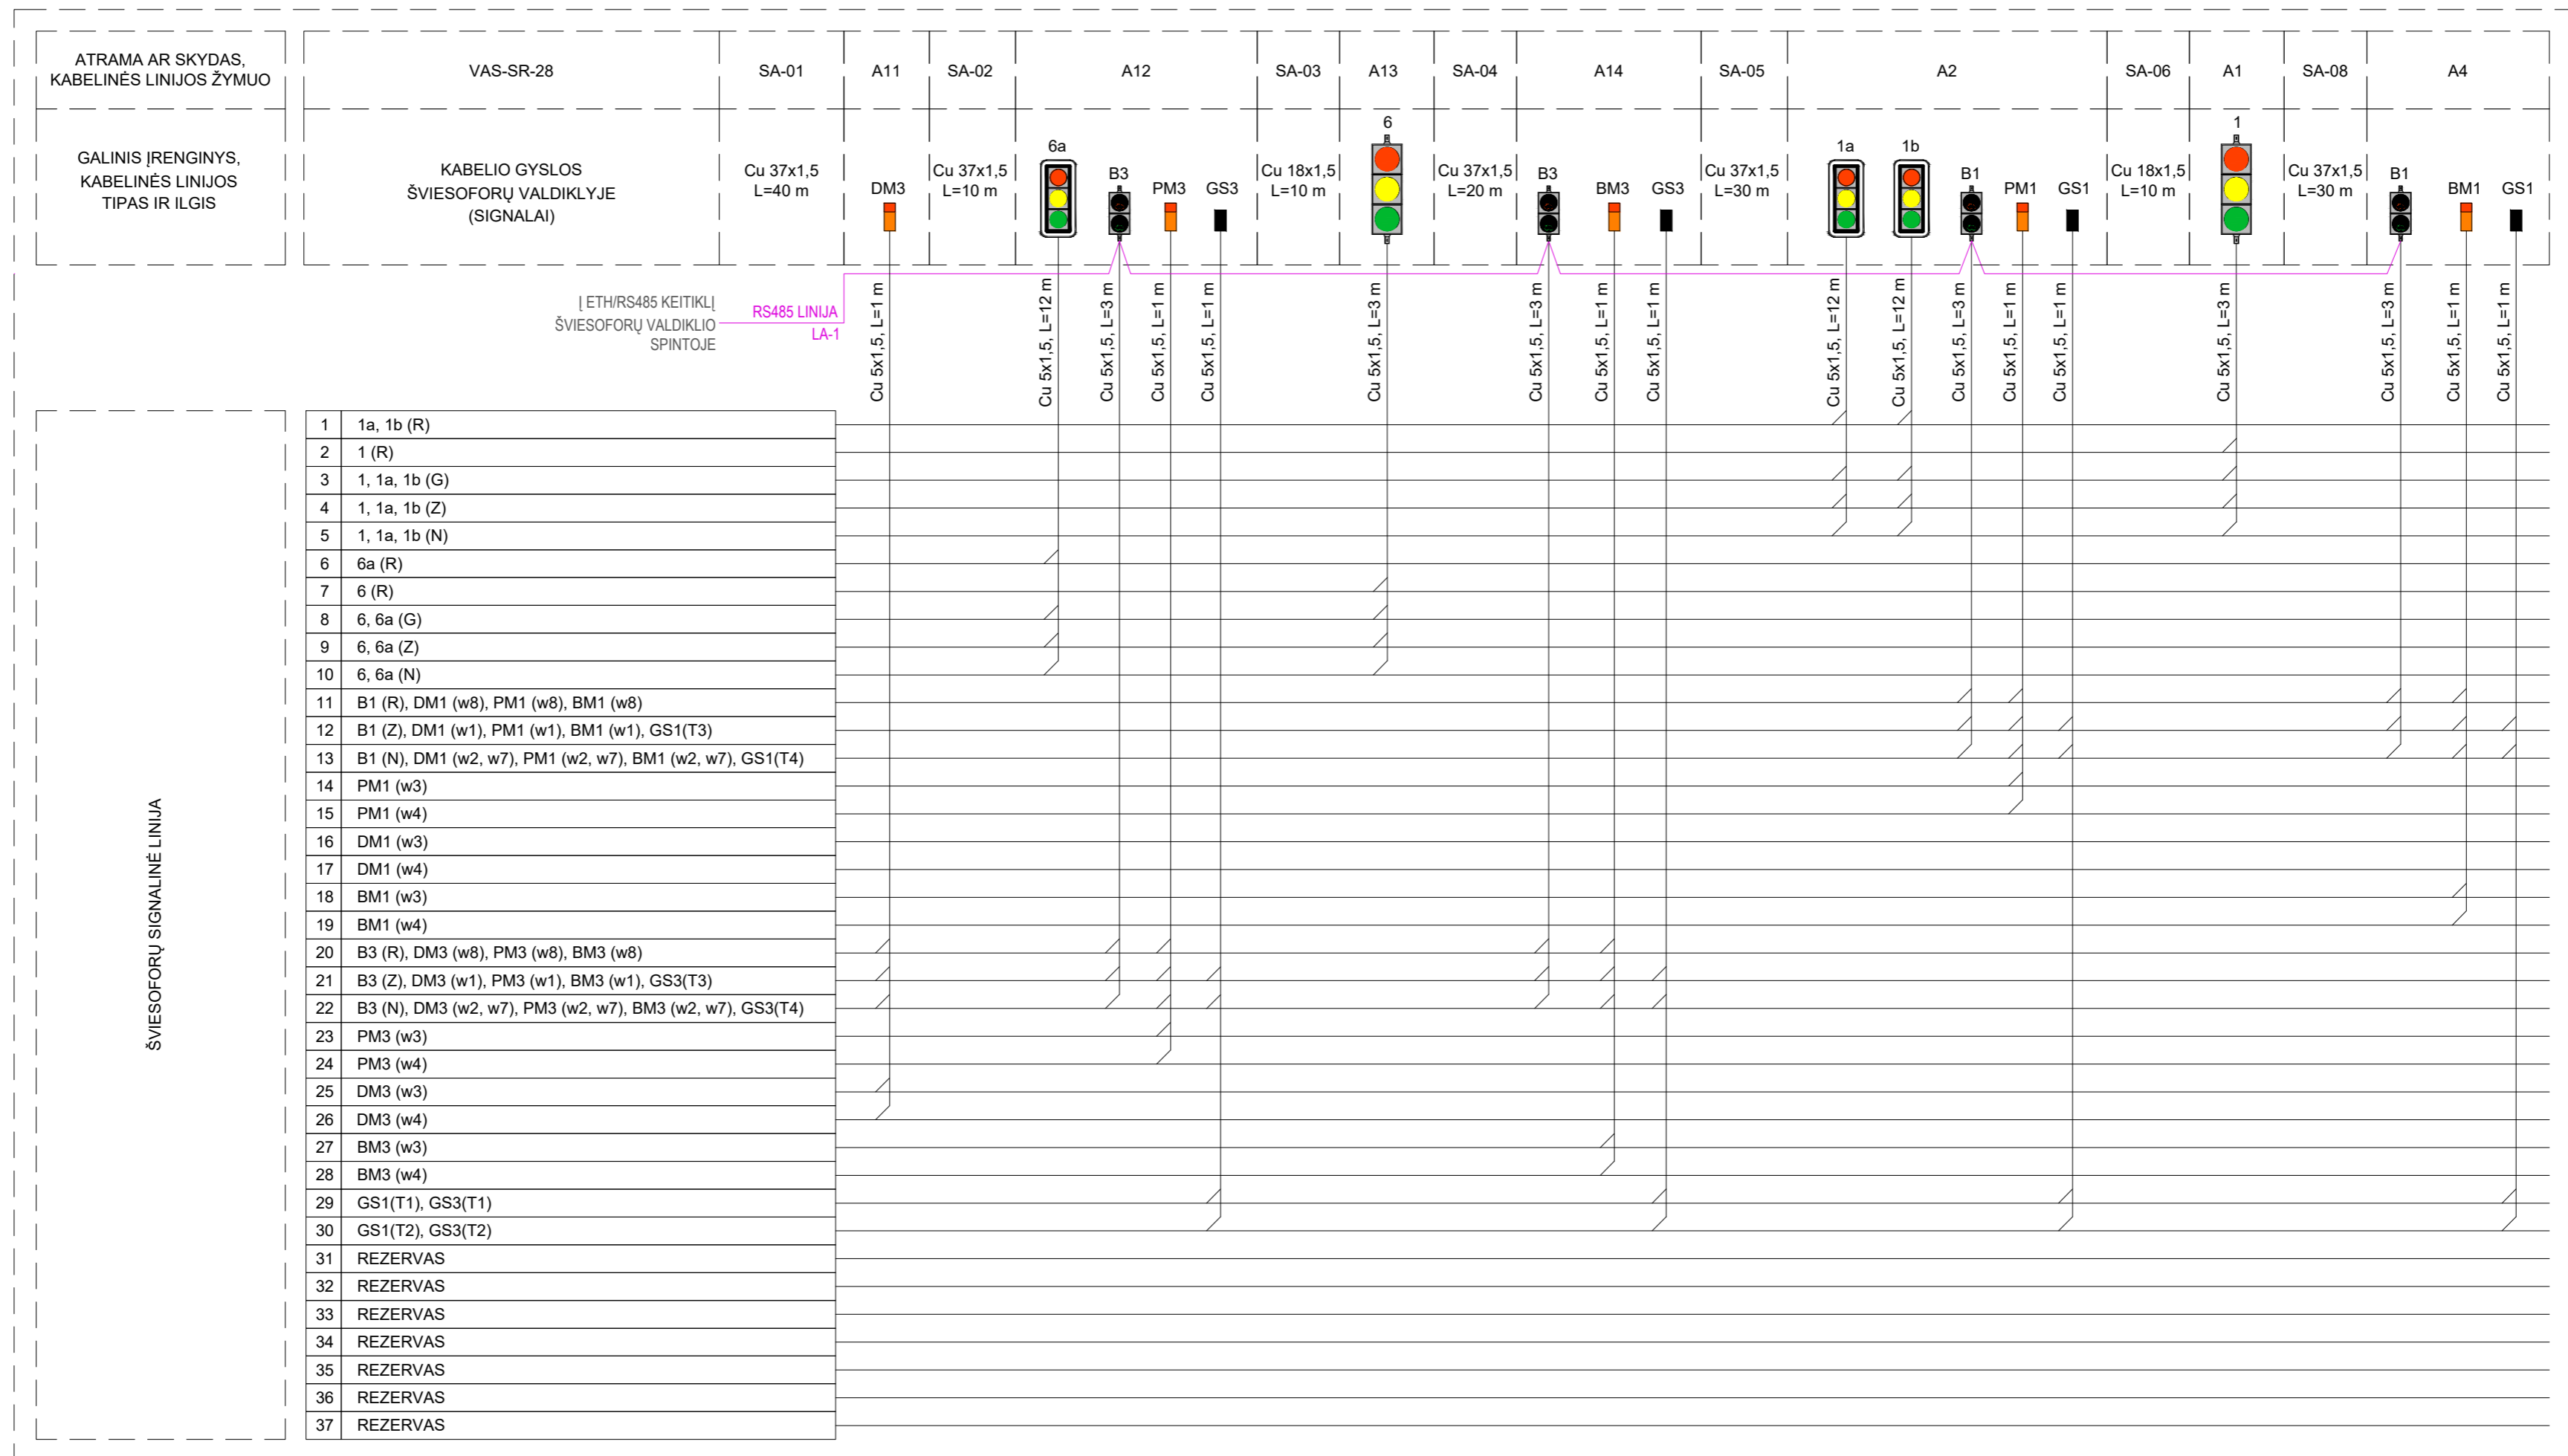 ATRAMA AR SKYDAS,
KABELINĖS LINIJOS ŽYMUO
VAS-SR-28
SA-01
A11
SA-02
A12
SA-03
A13
SA-04
A14
SA-05
A2
SA-06
A1
SA-08
A4
GALINIS ĮRENGINYS,
KABELINĖS LINIJOS
TIPAS IR ILGIS
KABELIO GYSLOS
ŠVIESOFORŲ VALDIKLYJE
(SIGNALAI)
Cu 37x1,5
L=40 m
DM3
Cu 37x1,5
L=10 m
6a
B3
PM3
GS3
Cu 18x1,5
L=10 m
6
Cu 37x1,5
L=20 m
B3
BM3
GS3
Cu 37x1,5
L=30 m
1a
1b
B1
PM1
GS1
Cu 18x1,5
L=10 m
1
Cu 37x1,5
L=30 m
B1
BM1
GS1
Į ETH/RS485 KEITIKLĮ
ŠVIESOFORŲ VALDIKLIO
SPINTOJE
RS485 LINIJA
LA-1
Cu 5x1,5, L=1 m
Cu 5x1,5, L=12 m
Cu 5x1,5, L=3 m
Cu 5x1,5, L=1 m
Cu 5x1,5, L=1 m
Cu 5x1,5, L=3 m
Cu 5x1,5, L=3 m
Cu 5x1,5, L=1 m
Cu 5x1,5, L=1 m
Cu 5x1,5, L=12 m
Cu 5x1,5, L=12 m
Cu 5x1,5, L=3 m
Cu 5x1,5, L=1 m
Cu 5x1,5, L=1 m
Cu 5x1,5, L=3 m
Cu 5x1,5, L=3 m
Cu 5x1,5, L=1 m
Cu 5x1,5, L=1 m
ŠVIESOFORŲ SIGNALINĖ LINIJA
1 1a, 1b (R)
2 1 (R)
3 1, 1a, 1b (G)
4 1, 1a, 1b (Z)
5 1, 1a, 1b (N)
6 6a (R)
7 6 (R)
8 6, 6a (G)
9 6, 6a (Z)
10 6, 6a (N)
11 B1 (R), DM1 (w8), PM1 (w8), BM1 (w8)
12 B1 (Z), DM1 (w1), PM1 (w1), BM1 (w1), GS1(T3)
13 B1 (N), DM1 (w2, w7), PM1 (w2, w7), BM1 (w2, w7), GS1(T4)
14 PM1 (w3)
15 PM1 (w4)
16 DM1 (w3)
17 DM1 (w4)
18 BM1 (w3)
19 BM1 (w4)
20 B3 (R), DM3 (w8), PM3 (w8), BM3 (w8)
21 B3 (Z), DM3 (w1), PM3 (w1), BM3 (w1), GS3(T3)
22 B3 (N), DM3 (w2, w7), PM3 (w2, w7), BM3 (w2, w7), GS3(T4)
23 PM3 (w3)
24 PM3 (w4)
25 DM3 (w3)
26 DM3 (w4)
27 BM3 (w3)
28 BM3 (w4)
29 GS1(T1), GS3(T1)
30 GS1(T2), GS3(T2)
31 REZERVAS
32 REZERVAS
33 REZERVAS
34 REZERVAS
35 REZERVAS
36 REZERVAS
37 REZERVAS